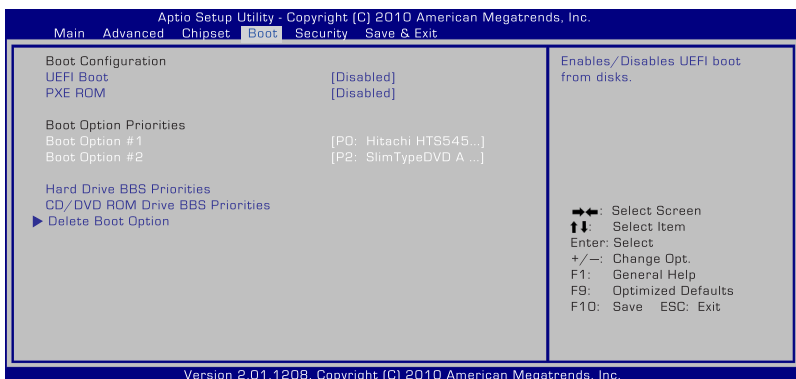 Aptio Setup Utility - Copyright (C) 2010 American Megatrends, Inc.
Main Advanced Chipset Boot Security Save & Exit
Boot Configuration
UEFI Boot [Disabled]
PXE ROM [Disabled]
Boot Option Priorities
Boot Option #1 [P0: Hitachi HTS545...]
Boot Option #2 [P2: SlimTypeDVD A ...]
Hard Drive BBS Priorities
CD/DVD ROM Drive BBS Priorities
▶ Delete Boot Option
Enables/Disables UEFI boot
from disks.
➡⬅: Select Screen
⬆⬇: Select Item
Enter: Select
+/—: Change Opt.
F1: General Help
F9: Optimized Defaults
F10: Save ESC: Exit
Version 2.01.1208. Copyright (C) 2010 American Megatrends, Inc.